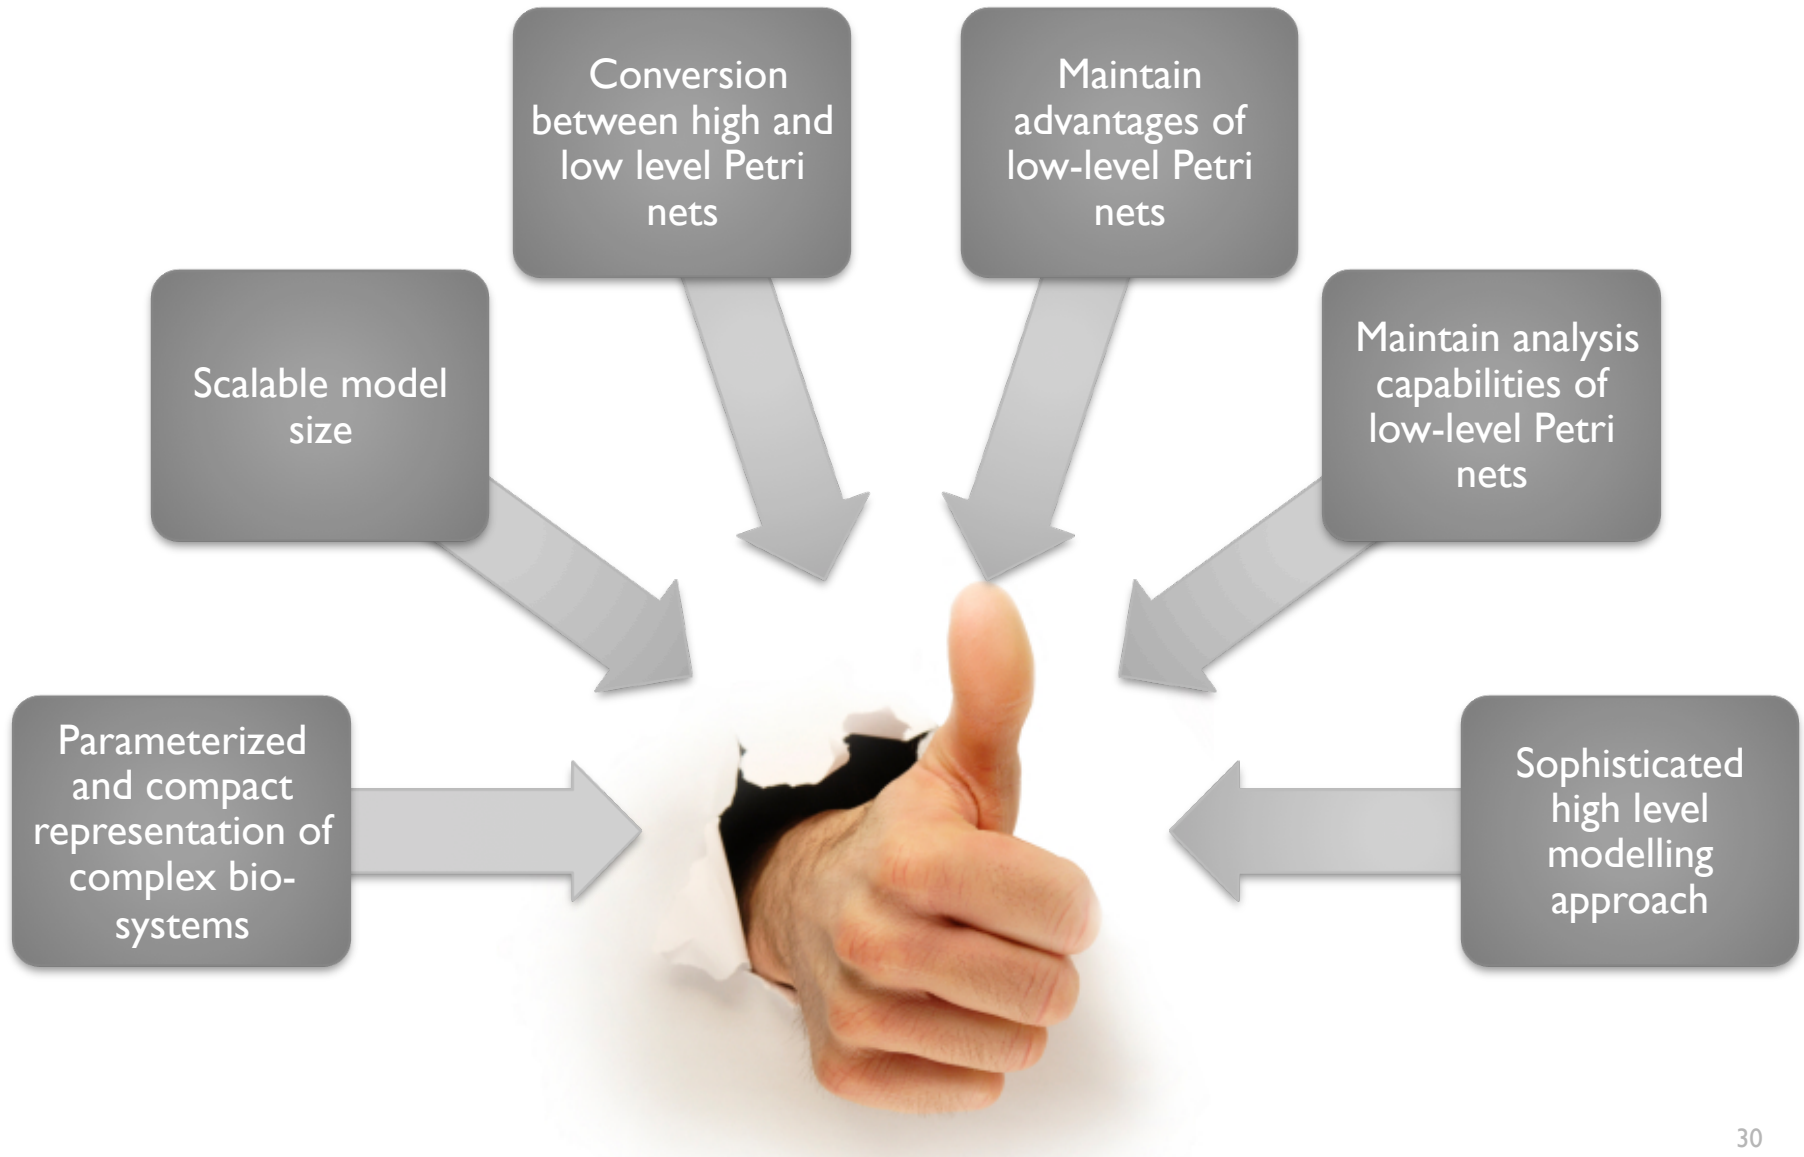 Conversion
between high and
low level Petri
nets
Maintain
advantages of
low-level Petri
nets
Scalable model
size
Maintain analysis
capabilities of
low-level Petri
nets
Parameterized
and compact
representation of
complex bio-
systems
Sophisticated
high level
modelling
approach
30